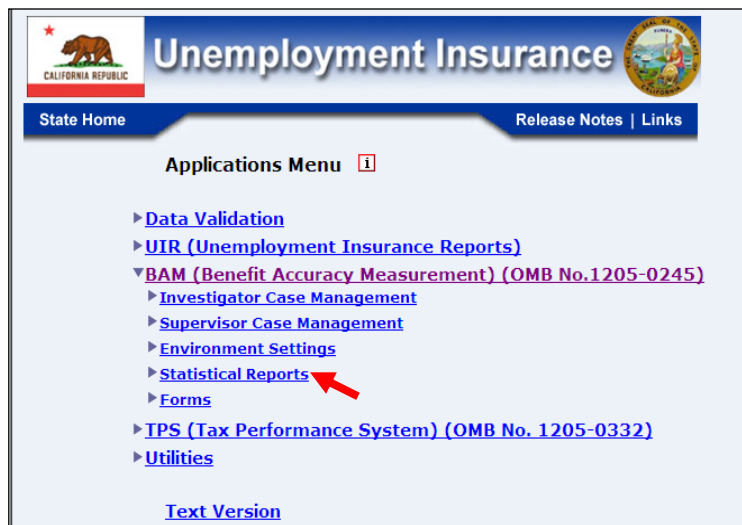 CALIFORNIA REPUBLIC
Unemployment Insurance
State Home
Release Notes | Links
Applications Menu i
Data Validation
UIR (Unemployment Insurance Reports)
BAM (Benefit Accuracy Measurement) (OMB No.1205-0245)
Investigator Case Management
Supervisor Case Management
Environment Settings
Statistical Reports
Forms
TPS (Tax Performance System) (OMB No. 1205-0332)
Utilities
Text Version